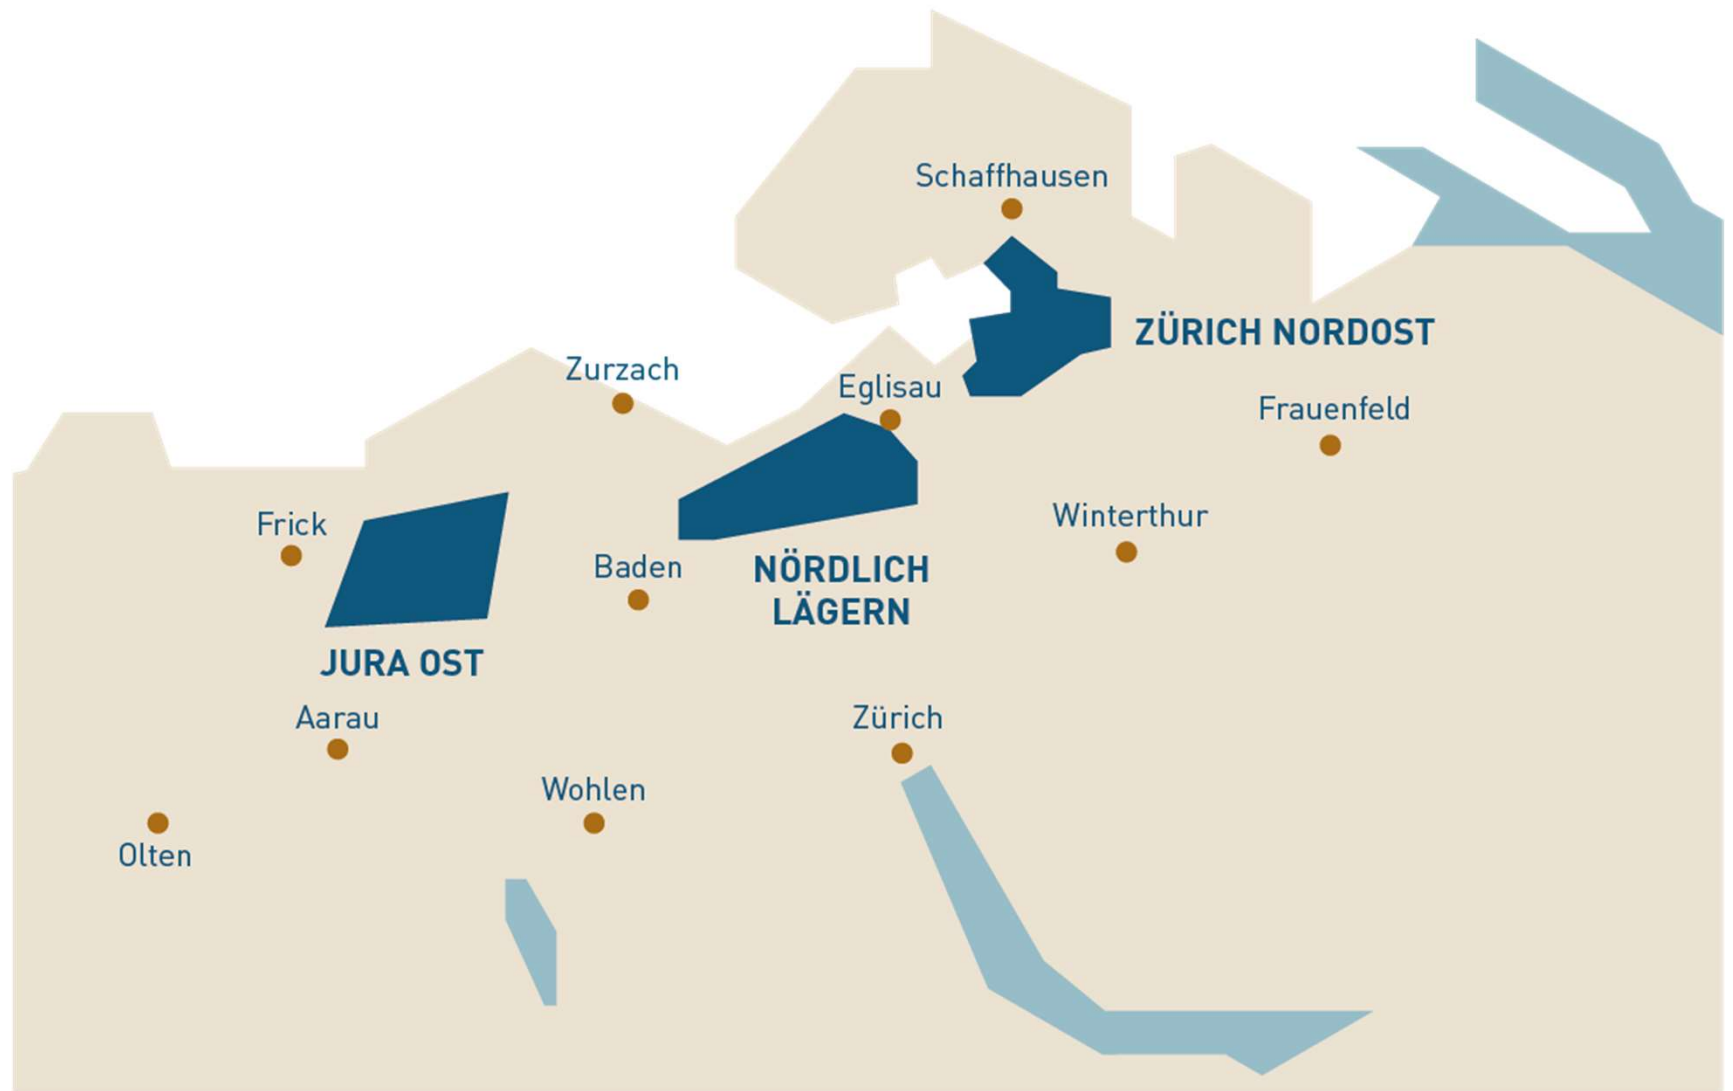 Schaffhausen
ZÜRICH NORDOST
Zurzach
Eglisau
Frauenfeld
Frick
Winterthur
Baden
NÖRDLICH
LÄGERN
JURA OST
Aarau
Zürich
Wohlen
Olten